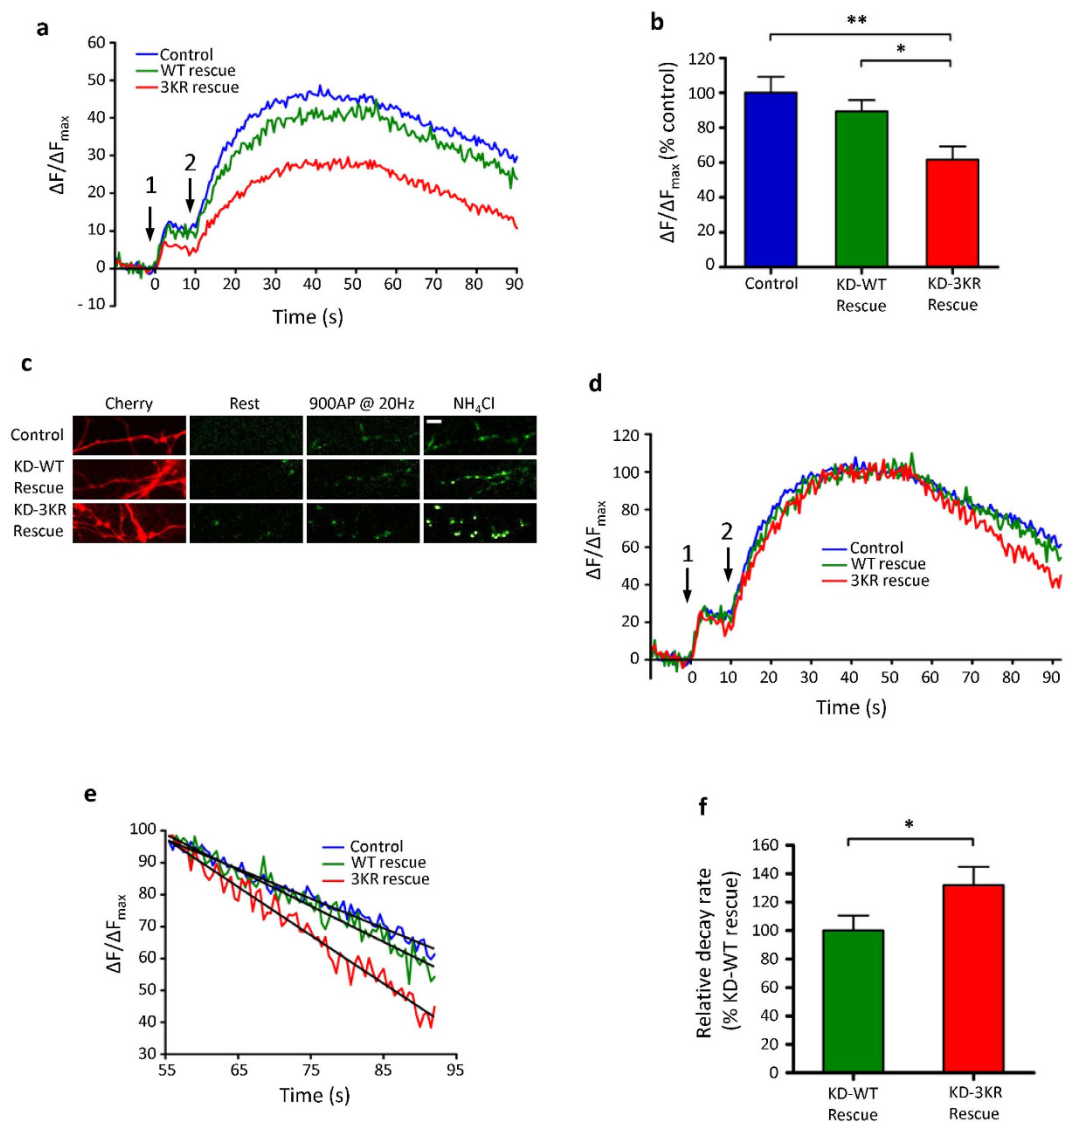 a
60
50
40
30
20
10
0
- 10
ΔF/ΔFmax
Control
WT rescue
3KR rescue
1
2
0 10 20 30 40 50 60 70 80 90
Time (s)
b
**
*
120
100
80
60
40
20
0
ΔF/ΔFmax (% control)
Control
KD-WT
Rescue
KD-3KR
Rescue
c
Cherry Rest 900AP @ 20Hz NH4Cl
Control
KD-WT
Rescue
KD-3KR
Rescue
d
120
100
80
60
40
20
0
ΔF/ΔFmax
1
2
Control
WT rescue
3KR rescue
0 10 20 30 40 50 60 70 80 90
Time (s)
e
100
90
80
70
60
50
40
30
ΔF/ΔFmax
Control
WT rescue
3KR rescue
55 65 75 85 95
Time (s)
f
*
160
140
120
100
80
60
40
20
0
Relative decay rate
(% KD-WT rescue)
KD-WT
Rescue
KD-3KR
Rescue